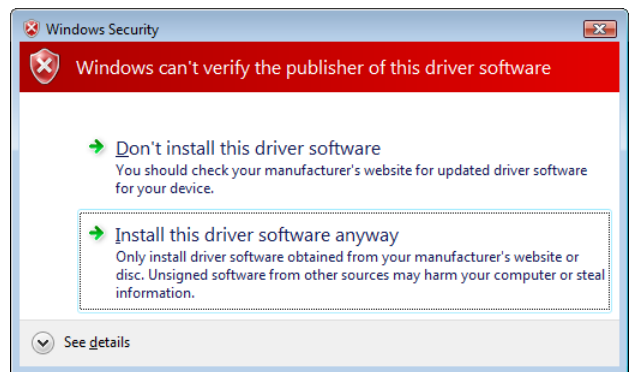 Windows Security
Windows can't verify the publisher of this driver software
Don't install this driver software
You should check your manufacturer's website for updated driver software
for your device.
Install this driver software anyway
Only install driver software obtained from your manufacturer's website or
disc. Unsigned software from other sources may harm your computer or steal
information.
See details